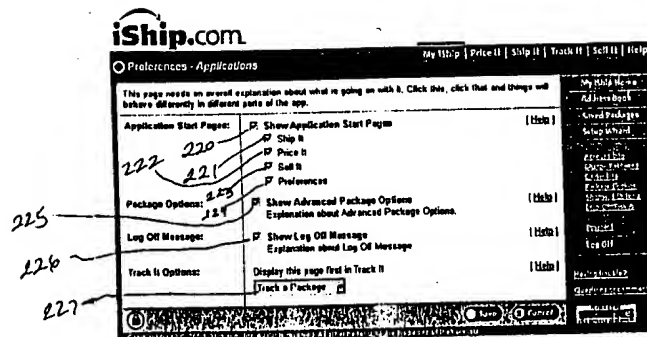 iShip.com
My iShip | Price It | Ship It | Track It | Sell It | Help
Preferences - Applications
This page needs an overall explanation about what is going on with it. Click this, click that and things will
behave differently in different parts of the app.
My iShip Home
Address Book
Saved Packages
Setup Wizard
Application Start Pages:
Show Application Start Pages
[Help]
Ship It
Price It
Sell It
Preferences
220
221
222
223
224
Package Options:
Show Advanced Package Options
[Help]
Explanation about Advanced Package Options.
225
Log Off Message:
Show Log Off Message
[Help]
Explanation about Log Off Message
226
Log Off
Track It Options:
Display this page first in Track It
[Help]
Track a Package
227
Save
Cancel